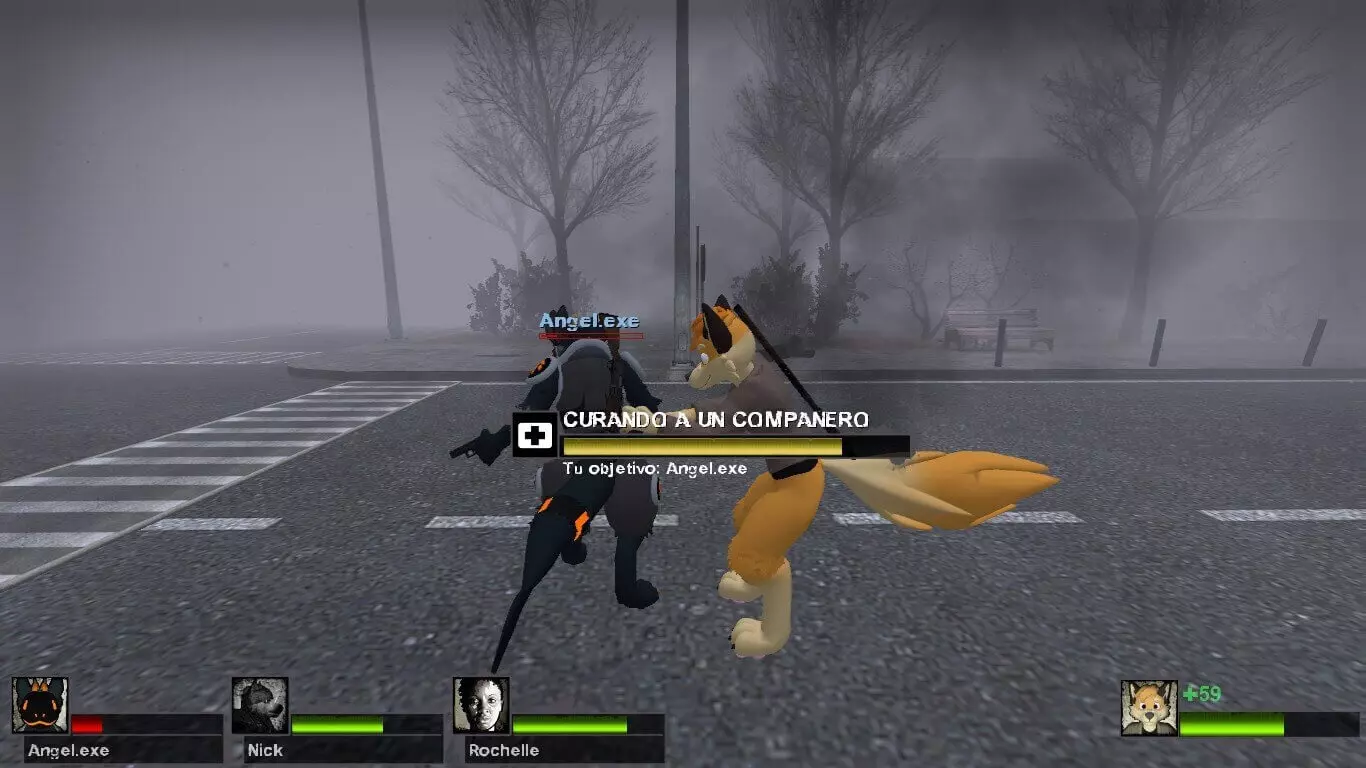 Angel.exe
CURANDO A UN COMPANERO
Tu objetivo: Angel.exe
+59
Angel.exe
Nick
Rochelle